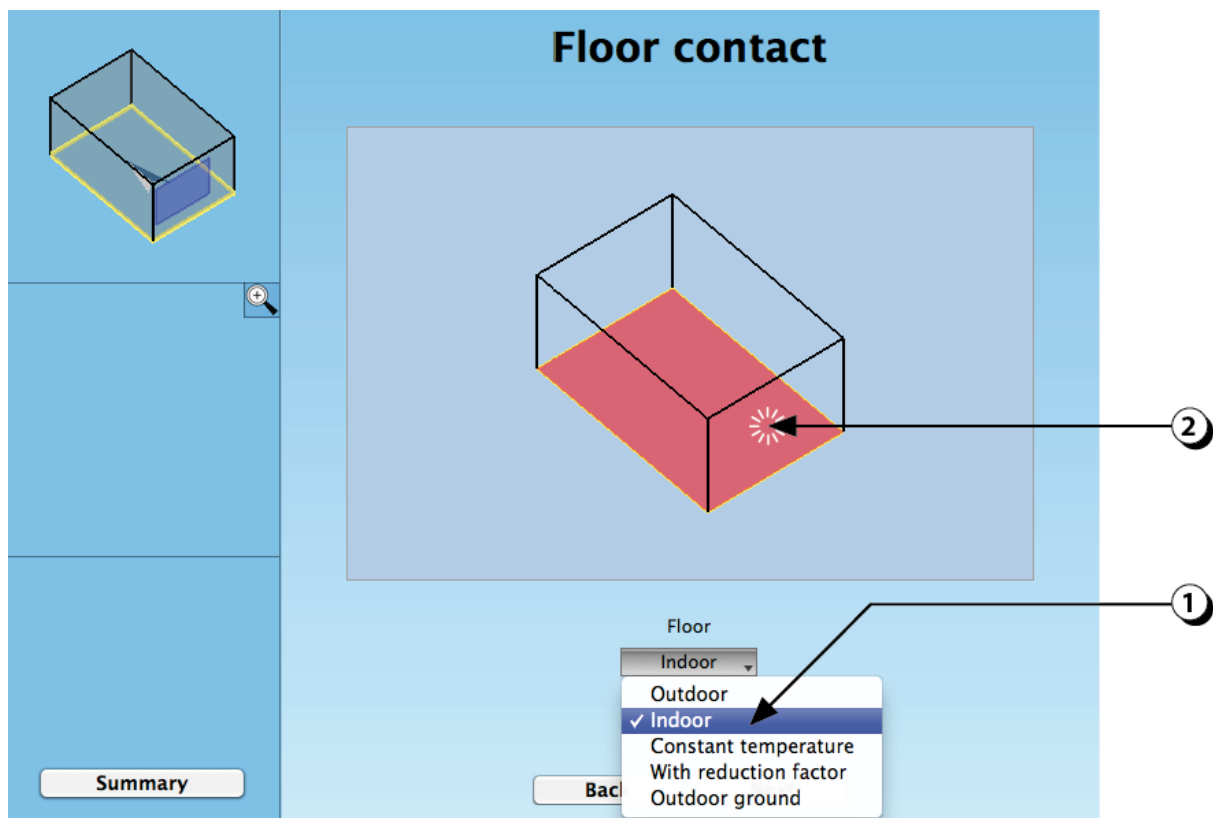 Floor contact
2
1
Floor
Indoor
Outdoor
✓ Indoor
Constant temperature
With reduction factor
Outdoor ground
Summary